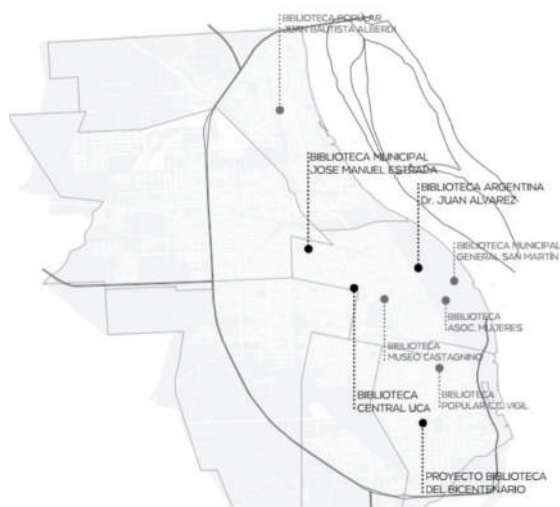 BIBLIOTECA POPULAR
JUAN BAUTISTA ALBERDI
BIBLIOTECA MUNICIPAL
JOSE MANUEL ESTRADA
BIBLIOTECA ARGENTINA
Dr. JUAN ALVAREZ
BIBLIOTECA MUNICIPAL
GENERAL SAN MARTÍN
BIBLIOTECA
ASOC. MUJERES
BIBLIOTECA
MUSEO CASTAGNINO
BIBLIOTECA
CENTRAL UCA
BIBLIOTECA
POPULAR C.C. VIGIL
PROYECTO BIBLIOTECA
DEL BICENTENARIO